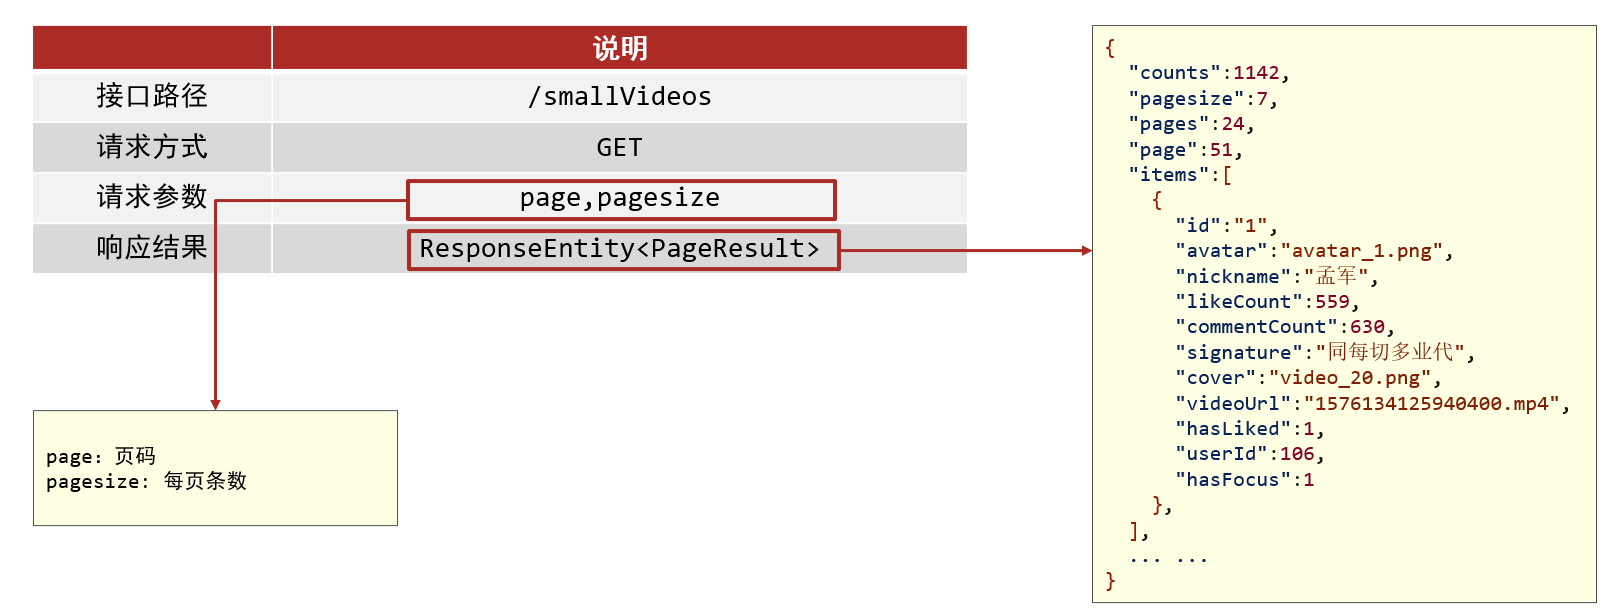 说明
接口路径 /smallVideos
请求方式 GET
请求参数 page,pagesize
响应结果 ResponseEntity<PageResult>
page: 页码
pagesize: 每页条数
{
"counts":1142,
"pagesize":7,
"pages":24,
"page":51,
"items":[
{
"id":"1",
"avatar":"avatar_1.png",
"nickname":"孟军",
"likeCount":559,
"commentCount":630,
"signature":"同每切多业代",
"cover":"video_20.png",
"videoUrl":"1576134125940400.mp4",
"hasLiked":1,
"userId":106,
"hasFocus":1
},
],
... ...
}